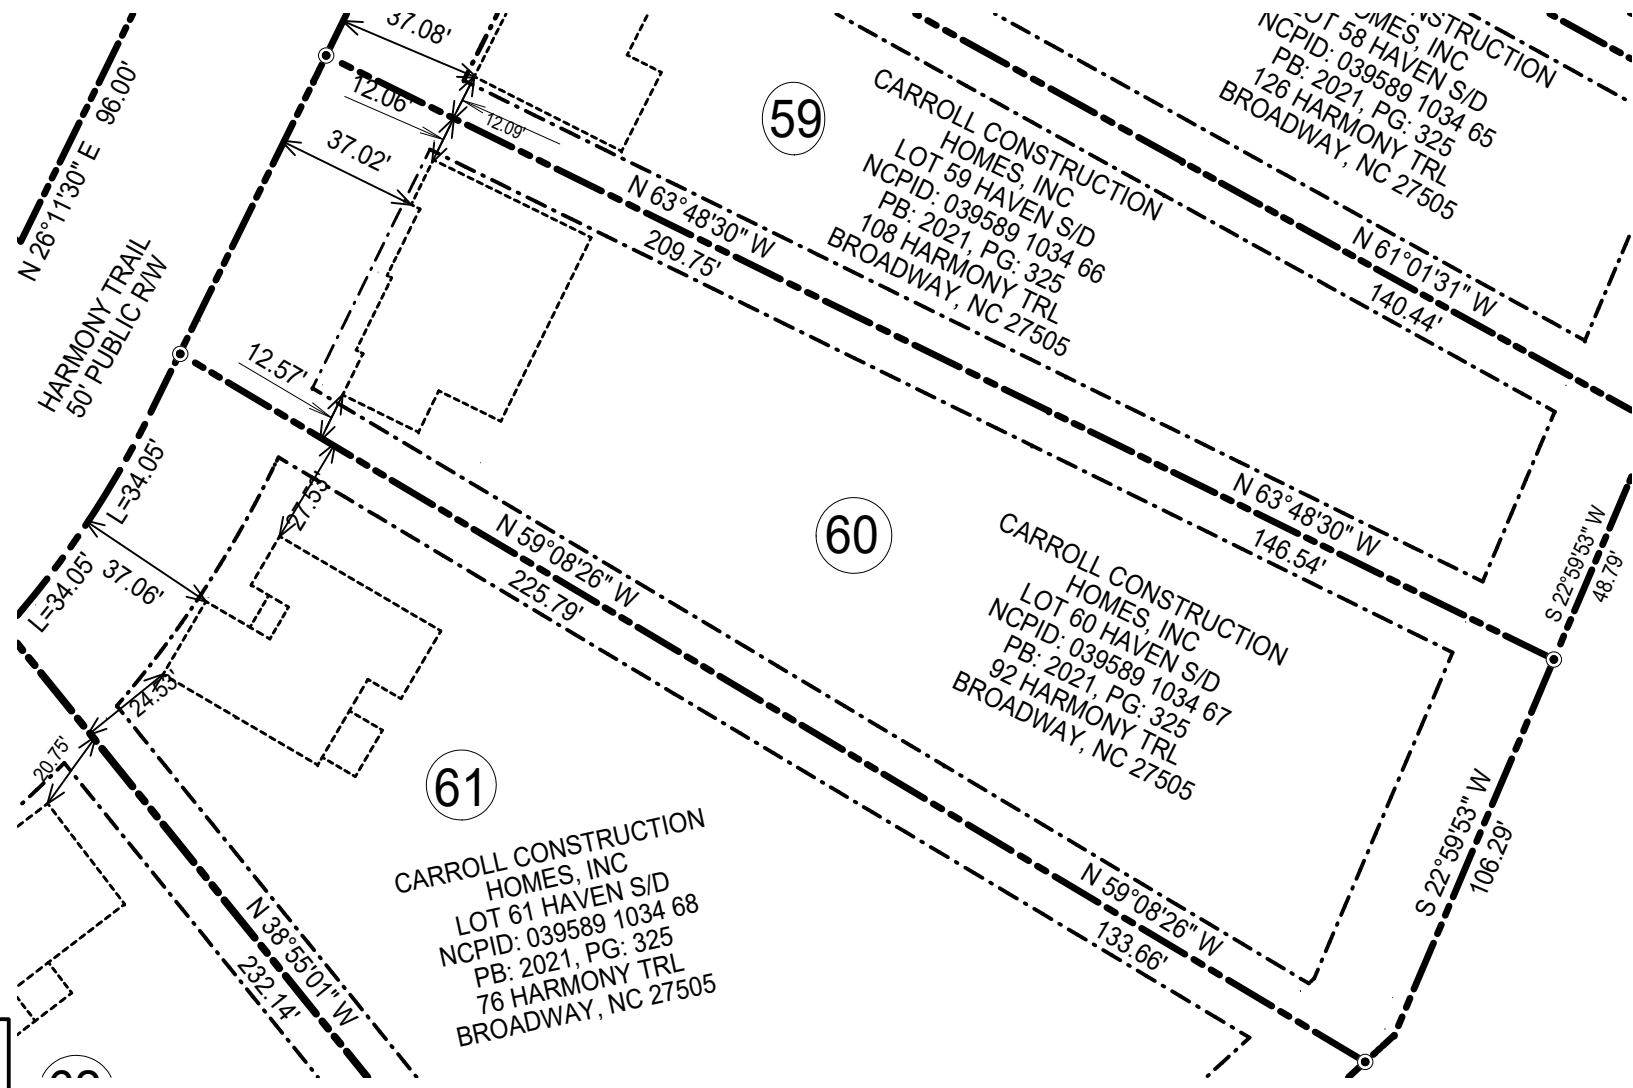 37.08'
12.06'
12.09'
37.02'
N 26°11'30" E 96.00'
HARMONY TRAIL
50' PUBLIC R/W
59
CARROLL CONSTRUCTION
HOMES, INC
LOT 59 HAVEN S/D
NCPID: 039589 1034 66
PB: 2021, PG: 325
108 HARMONY TRL
BROADWAY, NC 27505
NSTRUCTION
OMES, INC
OT 58 HAVEN S/D
NCPID: 039589 1034 65
PB: 2021, PG: 325
126 HARMONY TRL
BROADWAY, NC 27505
N 63°48'30" W
209.75'
N 61°01'31" W
140.44'
12.57'
L=34.05'
27.53'
L=34.05'
37.06'
N 59°08'26" W
225.79'
60
N 63°48'30" W
146.54'
S 22°59'53" W
48.79'
CARROLL CONSTRUCTION
HOMES, INC
LOT 60 HAVEN S/D
NCPID: 039589 1034 67
PB: 2021, PG: 325
92 HARMONY TRL
BROADWAY, NC 27505
24.53'
20.75'
61
CARROLL CONSTRUCTION
HOMES, INC
LOT 61 HAVEN S/D
NCPID: 039589 1034 68
PB: 2021, PG: 325
76 HARMONY TRL
BROADWAY, NC 27505
S 22°59'53" W
106.29'
N 59°08'26" W
133.66'
N 38°55'01" W
232.14'